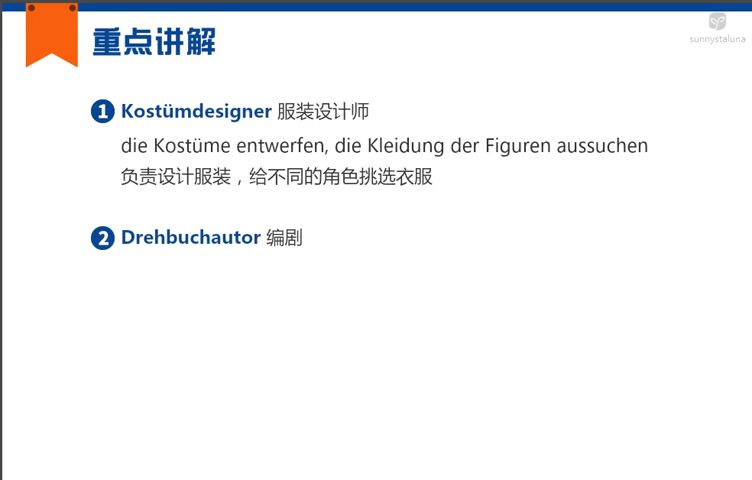 sunnystaluna
重点讲解
1 Kostümdesigner 服装设计师
die Kostüme entwerfen, die Kleidung der Figuren aussuchen
负责设计服装，给不同的角色挑选衣服
2 Drehbuchautor 编剧